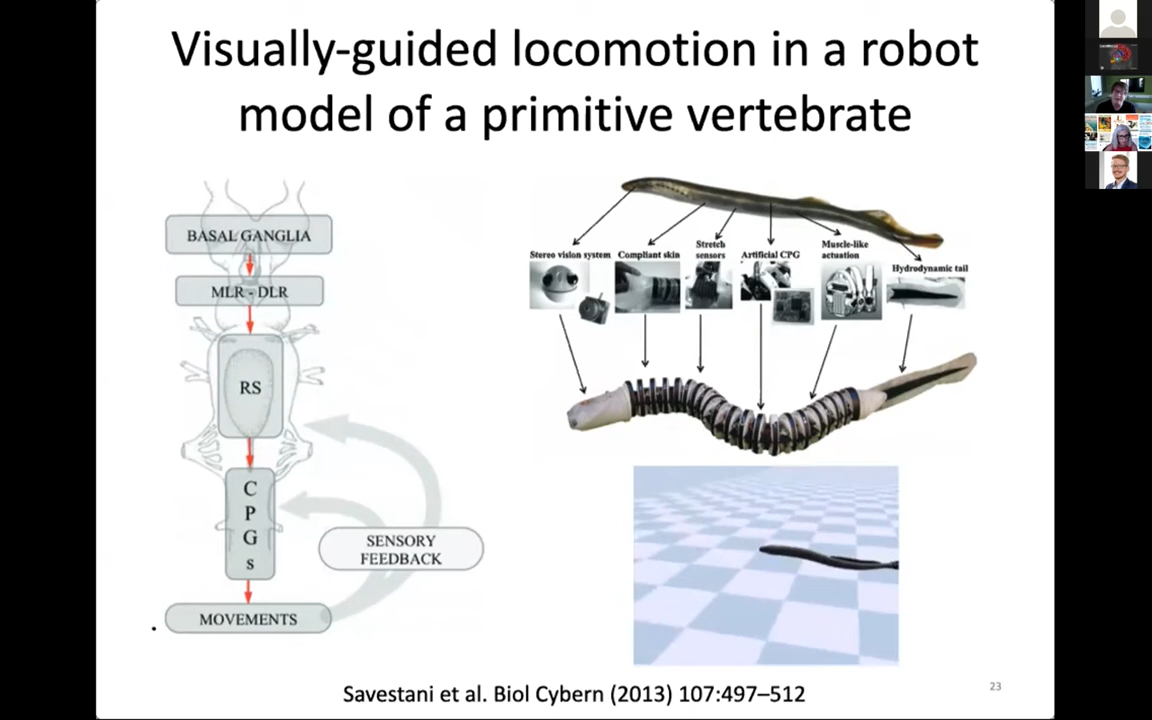 Visually-guided locomotion in a robot
model of a primitive vertebrate
BASAL GANGLIA
MLR - DLR
RS
C
P
G
s
SENSORY
FEEDBACK
MOVEMENTS
Stereo vision system
Compliant skin
Stretch
sensors
Artificial CPG
Muscle-like
actuation
Hydrodynamic tail
Savestani et al. Biol Cybern (2013) 107:497–512
23